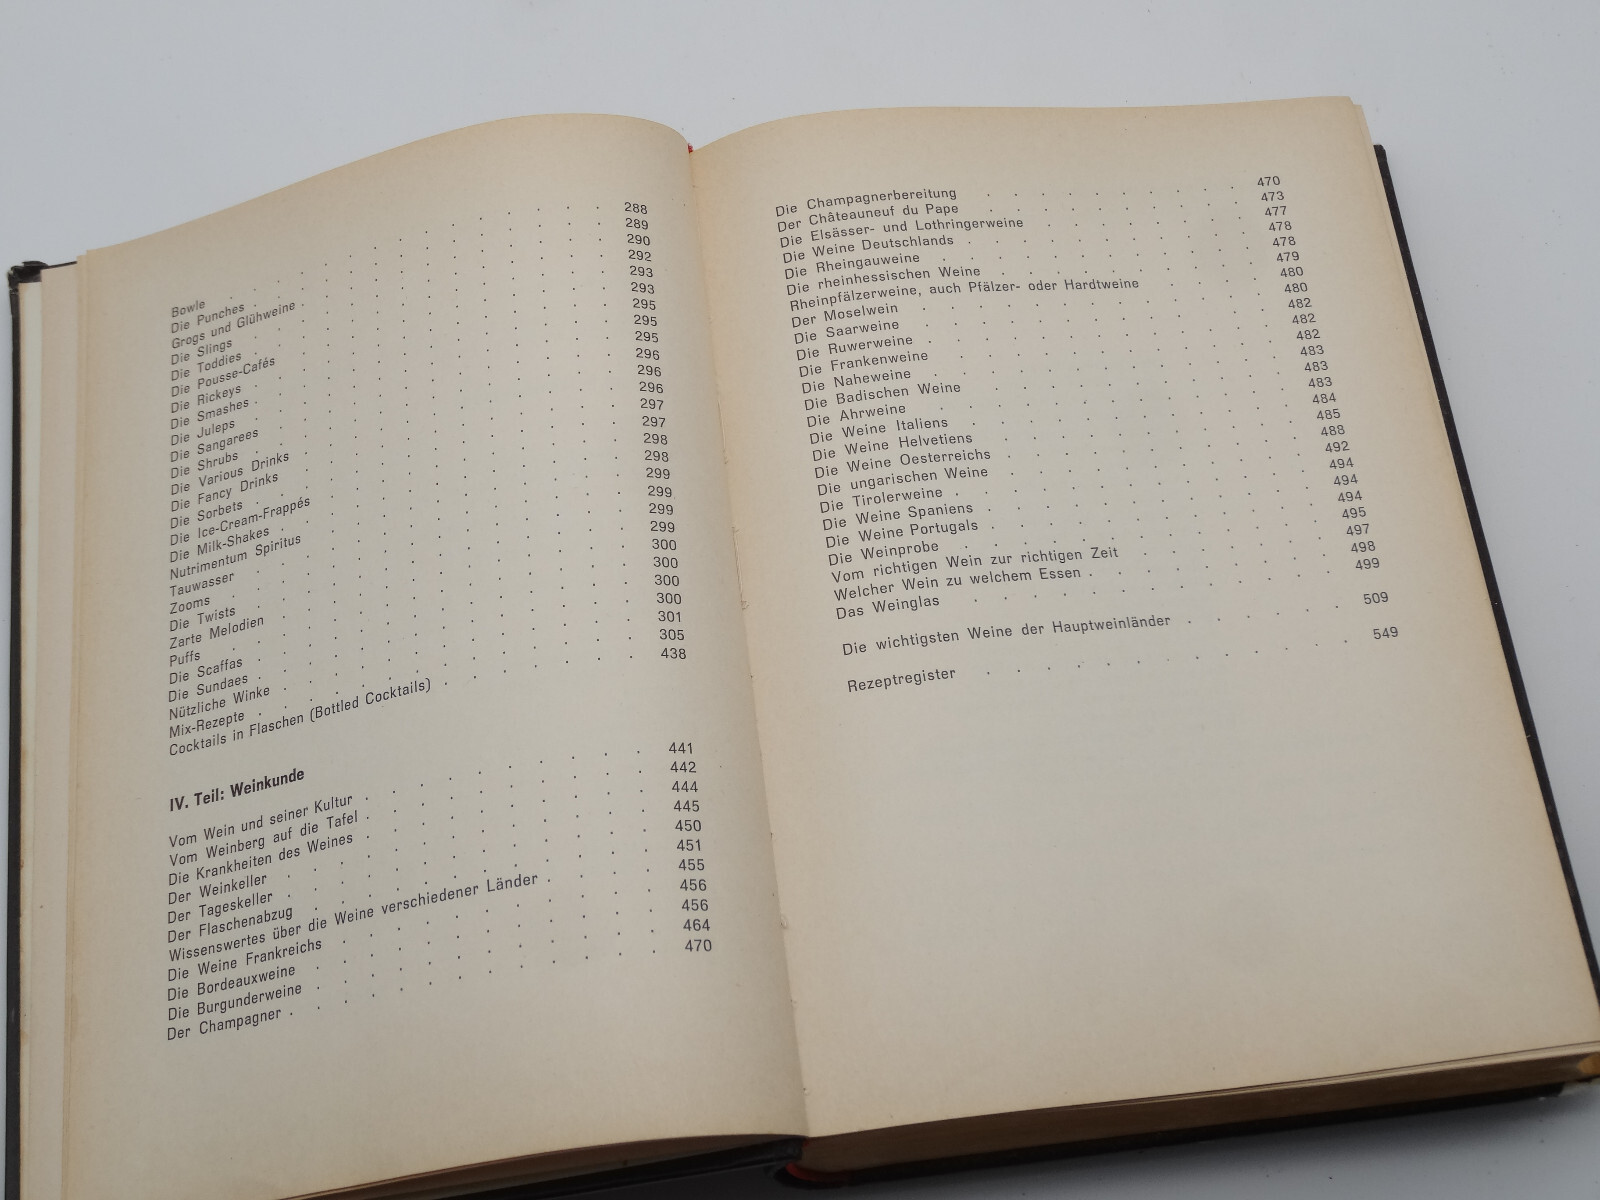 Bowle . . . . . 288
Die Punches . . . . . 289
Grogs und Glühweine . . . . . 290
Die Slings . . . . . 292
Die Toddies . . . . . 293
Die Pousse-Cafés . . . . . 293
Die Rickeys . . . . . 295
Die Smashes . . . . . 295
Die Juleps . . . . . 295
Die Sangarees . . . . . 296
Die Shrubs . . . . . 296
Die Various Drinks . . . . . 296
Die Fancy Drinks . . . . . 297
Die Sorbets . . . . . 297
Die Ice-Cream-Frappés . . . . . 298
Die Milk-Shakes . . . . . 298
Nutrimentum Spiritus . . . . . 299
Tauwasser . . . . . 299
Zooms . . . . . 299
Die Twists . . . . . 299
Zarte Melodien . . . . . 300
Puffs . . . . . 300
Die Scaffas . . . . . 300
Die Sundaes . . . . . 300
Nützliche Winke . . . . . 301
Mix-Rezepte . . . . . 305
Cocktails in Flaschen (Bottled Cocktails) . . . . . 438
IV. Teil: Weinkunde
Vom Wein und seiner Kultur . . . . . 441
Vom Weinberg auf die Tafel . . . . . 442
Die Krankheiten des Weines . . . . . 444
Der Weinkeller . . . . . 445
Der Tageskeller . . . . . 450
Der Flaschenabzug . . . . . 451
Wissenswertes über die Weine verschiedener Länder . . . . . 455
Die Weine Frankreichs . . . . . 456
Die Bordeauxweine . . . . . 456
Die Burgunderweine . . . . . 464
Der Champagner . . . . . 470
Die Champagnerbereitung . . . . . 470
Der Châteauneuf du Pape . . . . . 473
Die Elsässer- und Lothringerweine . . . . . 477
Die Weine Deutschlands . . . . . 478
Die Rheingauweine . . . . . 478
Die rheinhessischen Weine . . . . . 479
Rheinpfälzerweine, auch Pfälzer- oder Hardtweine . . . . . 480
Der Moselwein . . . . . 480
Die Saarweine . . . . . 482
Die Ruwerweine . . . . . 482
Die Frankenweine . . . . . 482
Die Naheweine . . . . . 483
Die Badischen Weine . . . . . 483
Die Ahrweine . . . . . 483
Die Weine Italiens . . . . . 484
Die Weine Helvetiens . . . . . 485
Die Weine Oesterreichs . . . . . 488
Die ungarischen Weine . . . . . 492
Die Tirolerweine . . . . . 494
Die Weine Spaniens . . . . . 494
Die Weine Portugals . . . . . 494
Die Weinprobe . . . . . 495
Vom richtigen Wein zur richtigen Zeit . . . . . 497
Welcher Wein zu welchem Essen . . . . . 498
Das Weinglas . . . . . 499
Die wichtigsten Weine der Hauptweinländer . . . . . 509
Rezeptregister . . . . . 549